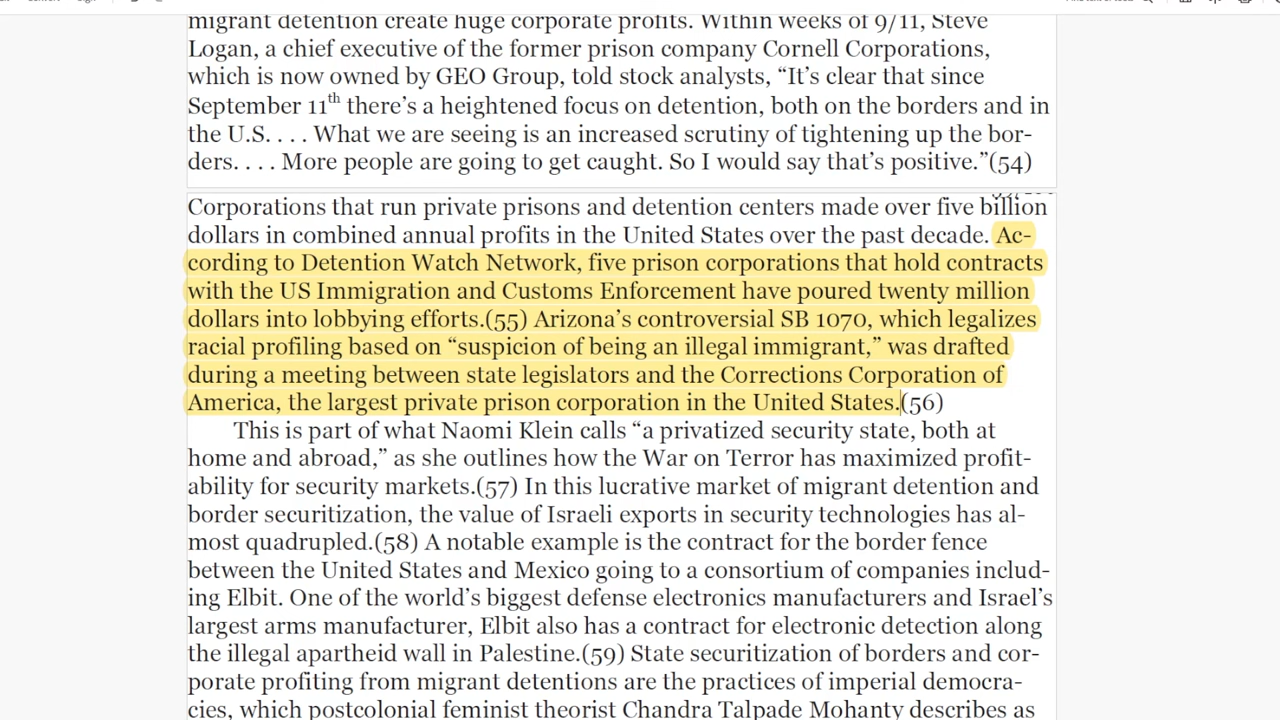 migrant detention create huge corporate profits. Within weeks of 9/11, Steve
Logan, a chief executive of the former prison company Cornell Corporations,
which is now owned by GEO Group, told stock analysts, “It’s clear that since
September 11th there’s a heightened focus on detention, both on the borders and in
the U.S. . . . What we are seeing is an increased scrutiny of tightening up the bor-
ders. . . . More people are going to get caught. So I would say that’s positive.”(54)
Corporations that run private prisons and detention centers made over five billion
dollars in combined annual profits in the United States over the past decade. Ac-
cording to Detention Watch Network, five prison corporations that hold contracts
with the US Immigration and Customs Enforcement have poured twenty million
dollars into lobbying efforts.(55) Arizona’s controversial SB 1070, which legalizes
racial profiling based on “suspicion of being an illegal immigrant,” was drafted
during a meeting between state legislators and the Corrections Corporation of
America, the largest private prison corporation in the United States.(56)
This is part of what Naomi Klein calls “a privatized security state, both at
home and abroad,” as she outlines how the War on Terror has maximized profit-
ability for security markets.(57) In this lucrative market of migrant detention and
border securitization, the value of Israeli exports in security technologies has al-
most quadrupled.(58) A notable example is the contract for the border fence
between the United States and Mexico going to a consortium of companies includ-
ing Elbit. One of the world’s biggest defense electronics manufacturers and Israel’s
largest arms manufacturer, Elbit also has a contract for electronic detection along
the illegal apartheid wall in Palestine.(59) State securitization of borders and cor-
porate profiting from migrant detentions are the practices of imperial democra-
cies, which postcolonial feminist theorist Chandra Talpade Mohanty describes as